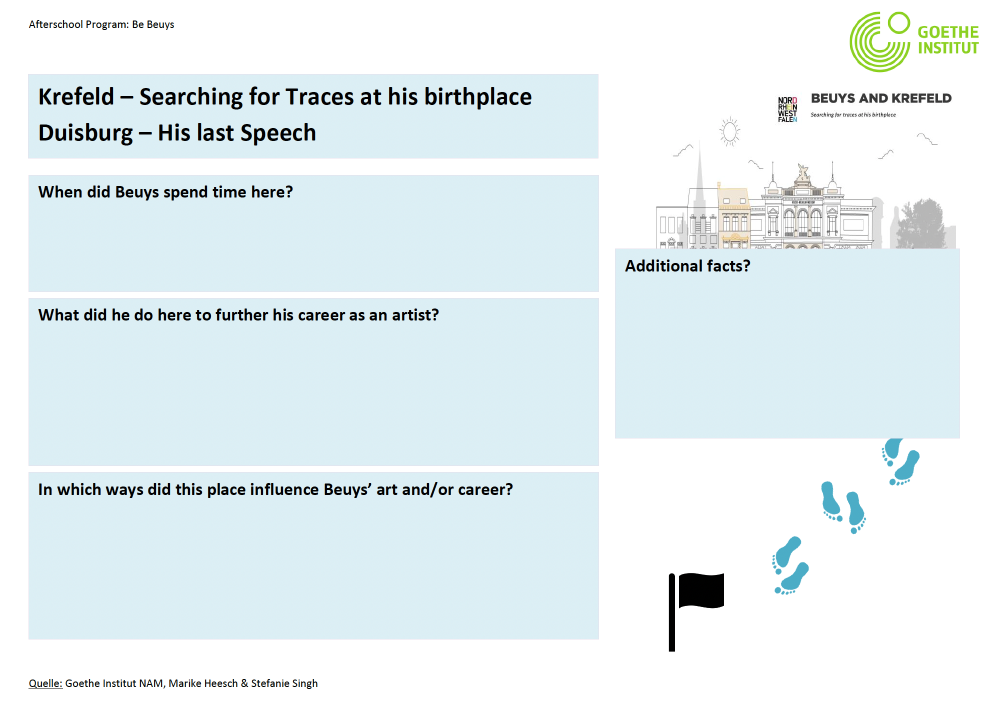 Afterschool Program: Be Beuys
GOETHE
INSTITUT
Krefeld – Searching for Traces at his birthplace
Duisburg – His last Speech
NORD
RHEIN
WEST
FALEN
BEUYS AND KREFELD
Searching for traces at his birthplace
KAISER-WILHELM-MUSEUM
When did Beuys spend time here?
Additional facts?
What did he do here to further his career as an artist?
In which ways did this place influence Beuys’ art and/or career?
Quelle: Goethe Institut NAM, Marike Heesch & Stefanie Singh